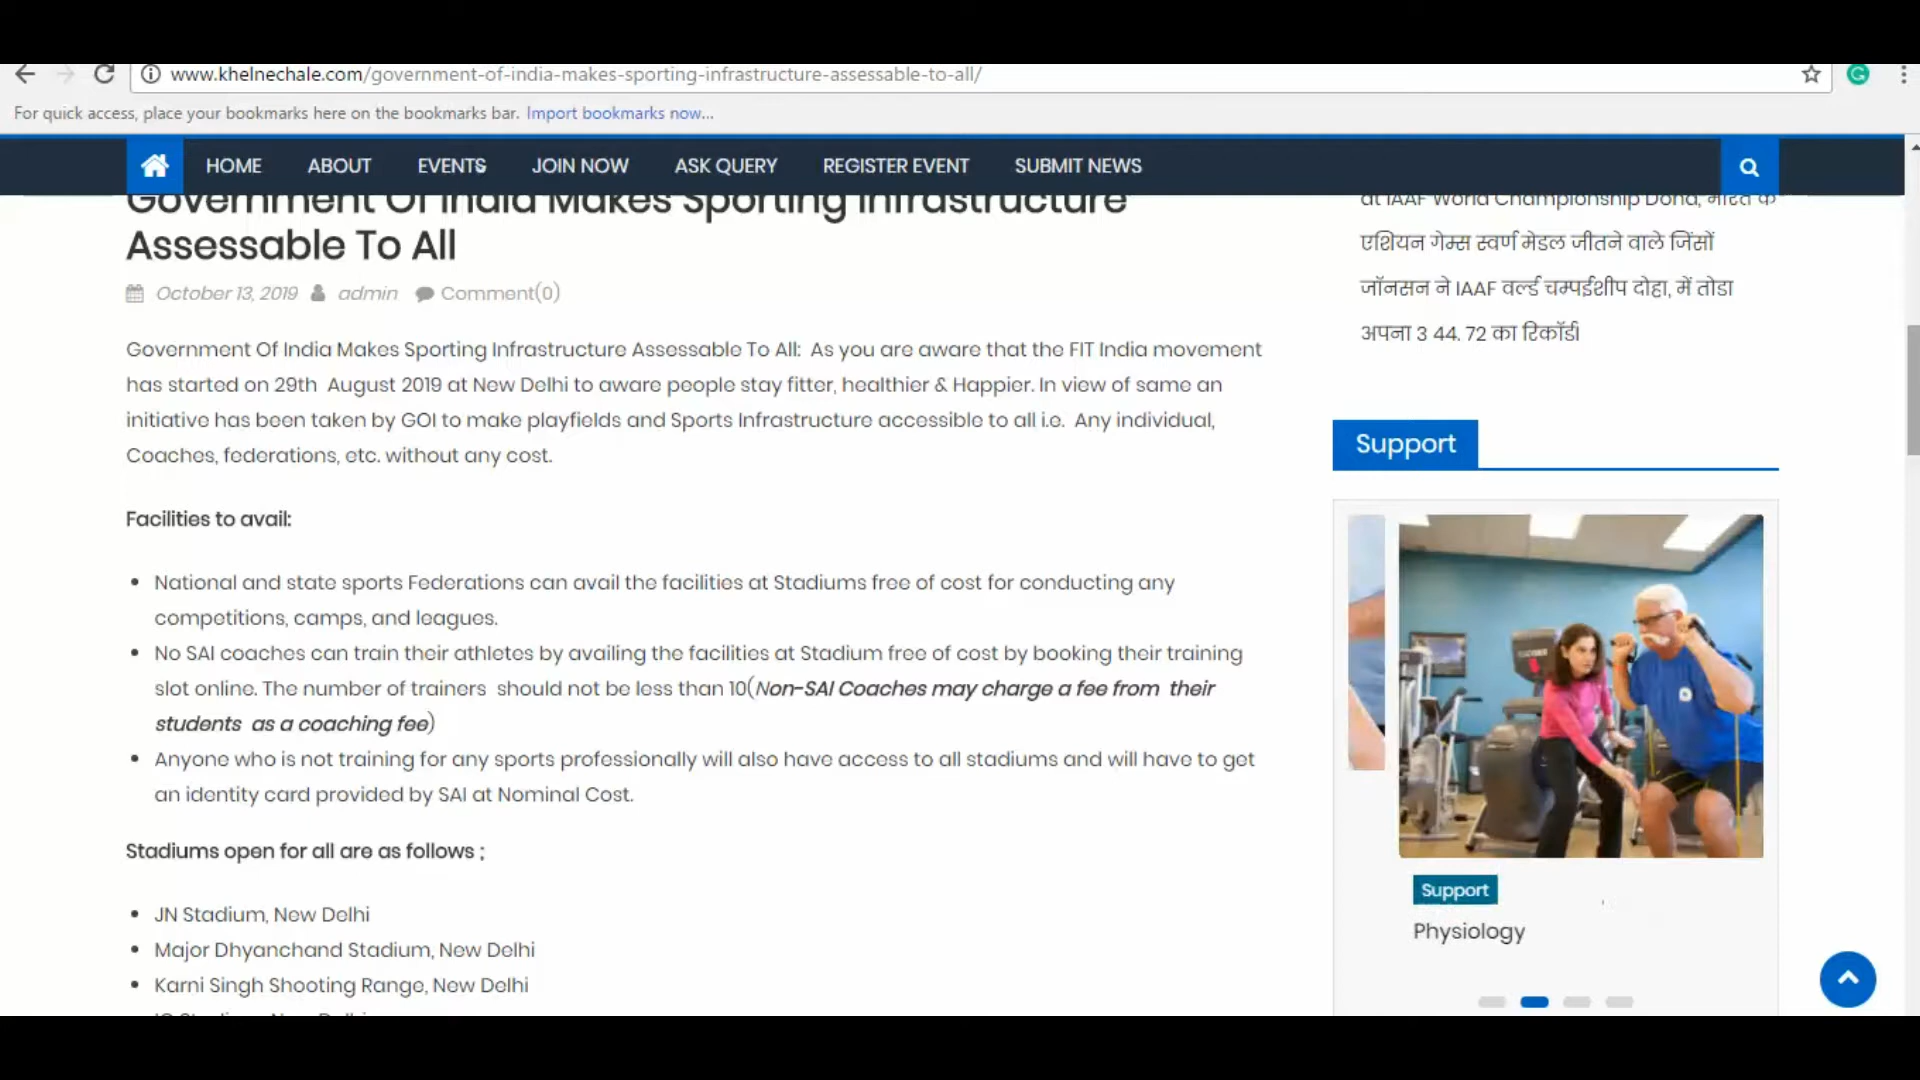 www.khelnechale.com/government-of-india-makes-sporting-infrastructure-assessable-to-all/
For quick access, place your bookmarks here on the bookmarks bar. Import bookmarks now...
HOME ABOUT EVENTS JOIN NOW ASK QUERY REGISTER EVENT SUBMIT NEWS
Government Of India Makes Sporting Infrastructure
Assessable To All
October 13, 2019 admin Comment(0)
Government Of India Makes Sporting Infrastructure Assessable To All:  As you are aware that the FIT India movement
has started on 29th  August 2019 at New Delhi to aware people stay fitter, healthier & Happier. In view of same an
initiative has been taken by GOI to make playfields and Sports Infrastructure accessible to all i.e.  Any individual,
Coaches, federations, etc. without any cost.
Facilities to avail:
National and state sports Federations can avail the facilities at Stadiums free of cost for conducting any
competitions, camps, and leagues.
No SAI coaches can train their athletes by availing the facilities at Stadium free of cost by booking their training
slot online. The number of trainers  should not be less than 10(Non-SAI Coaches may charge a fee from  their
students  as a coaching fee)
Anyone who is not training for any sports professionally will also have access to all stadiums and will have to get
an identity card provided by SAI at Nominal Cost.
Stadiums open for all are as follows ;
JN Stadium, New Delhi
Major Dhyanchand Stadium, New Delhi
Karni Singh Shooting Range, New Delhi
at IAAF World Championship Doha, भारत के
एशियन गेम्स स्वर्ण मेडल जीतने वाले जिंसों
जॉनसन ने IAAF वर्ल्ड चम्पईशीप दोहा, में तोडा
अपना 3 44. 72 का रिकॉर्ड।
Support
Support
Physiology